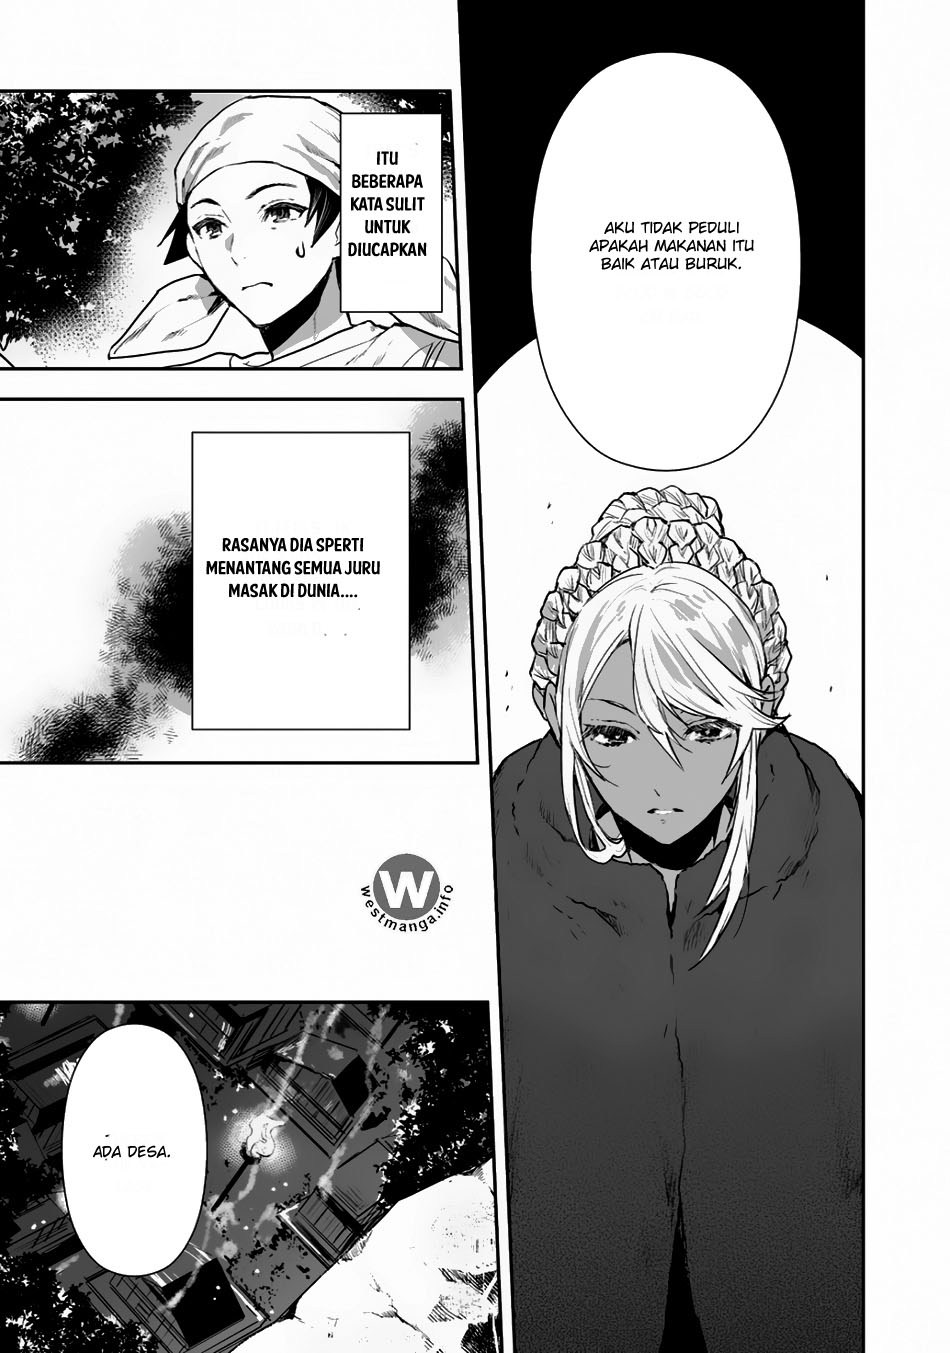 AKU TIDAK PEDULI
APAKAH MAKANAN ITU
BAIK ATAU BURUK.
ITU
BEBERAPA
KATA SULIT
UNTUK
DIUCAPKAN
RASANYA DIA SPERTI
MENANTANG SEMUA JURU
MASAK DI DUNIA....
W
westmanga.info
ADA DESA.